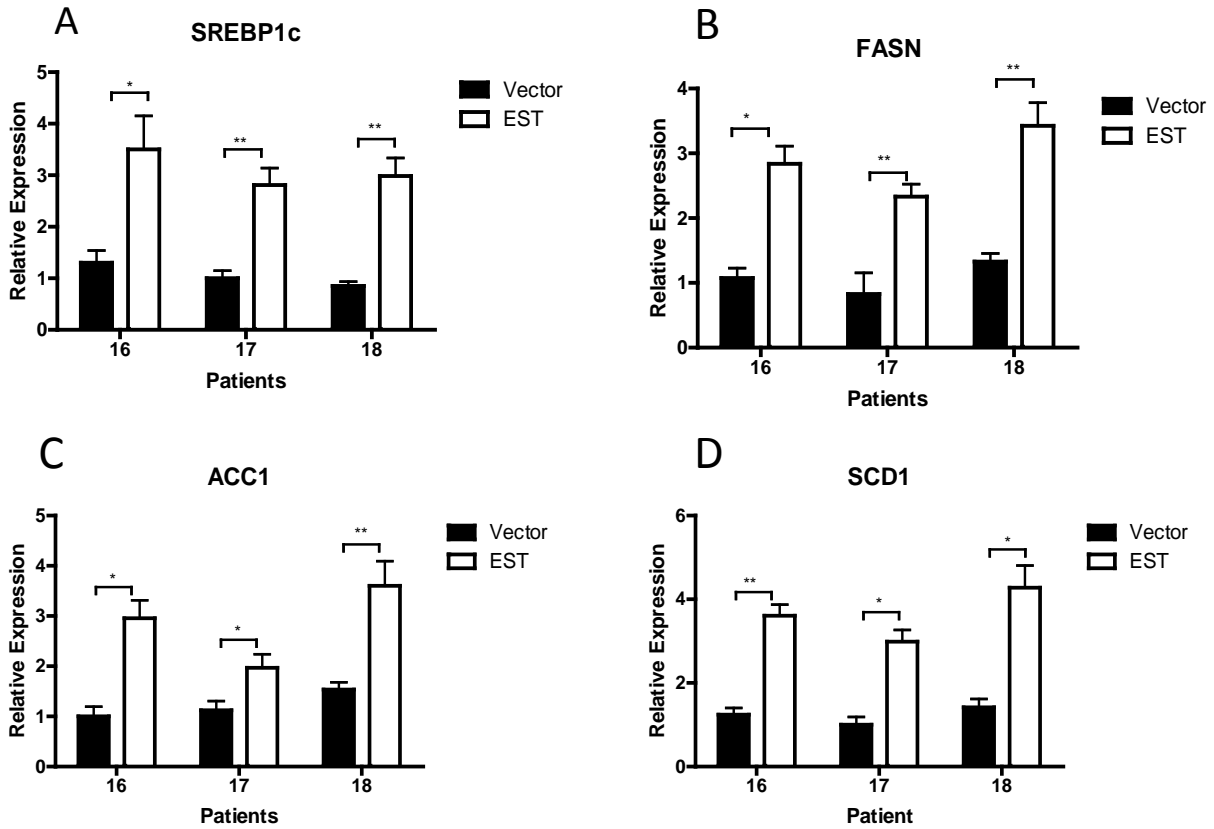 A
SREBP1c
Relative Expression
5
4
3
2
1
0
*
**
**
Vector
EST
16
17
18
Patients
B
FASN
Relative Expression
4
3
2
1
0
*
**
**
Vector
EST
16
17
18
Patients
C
ACC1
Relative Expression
5
4
3
2
1
0
*
*
**
Vector
EST
16
17
18
Patients
D
SCD1
Relative Expression
6
4
2
0
**
*
*
Vector
EST
16
17
18
Patient